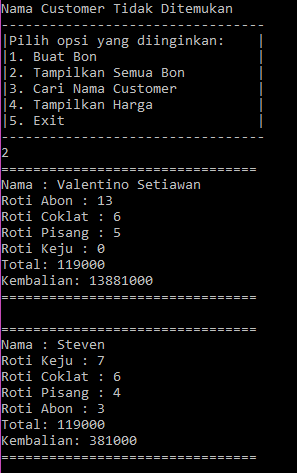 Nama Customer Tidak Ditemukan
---------------------------------
|Pilih opsi yang diinginkan:    |
|1. Buat Bon                    |
|2. Tampilkan Semua Bon         |
|3. Cari Nama Customer          |
|4. Tampilkan Harga             |
|5. Exit                        |
---------------------------------
2
================================
Nama : Valentino Setiawan
Roti Abon : 13
Roti Coklat : 6
Roti Pisang : 5
Roti Keju : 0
Total: 119000
Kembalian: 13881000
================================

================================
Nama : Steven
Roti Keju : 7
Roti Coklat : 6
Roti Pisang : 4
Roti Abon : 3
Total: 119000
Kembalian: 381000
================================